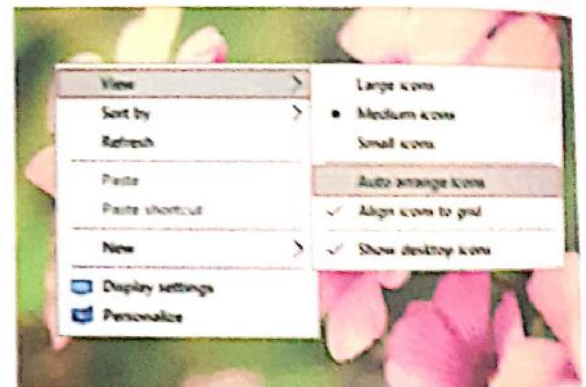 View
Sort by
Refresh
Paste
Paste shortcut
New
Display settings
Personalize
Large icons
Medium icons
Small icons
Auto arrange icons
Align icons to grid
Show desktop icons